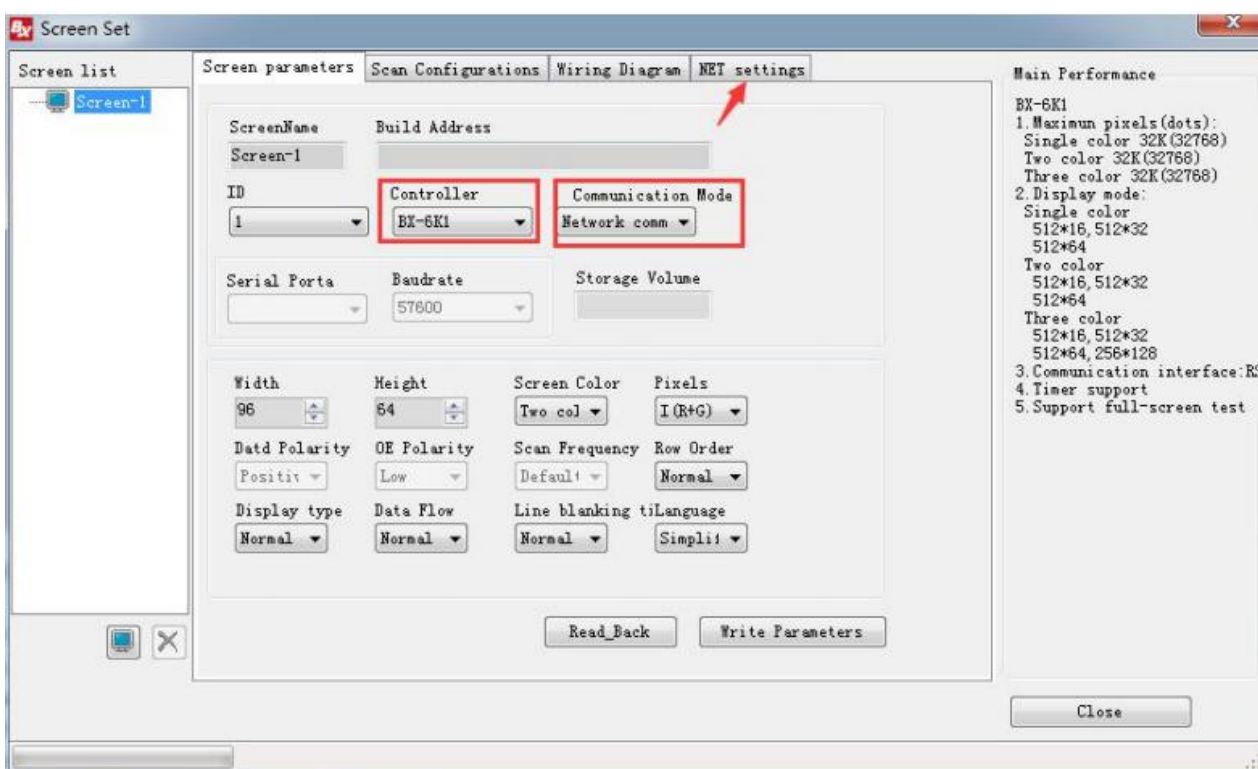 BX Screen Set
X
Screen list
Screen-1
Screen parameters Scan Configurations Wiring Diagram NET settings
ScreenName Build Address
Screen-1
ID Controller Communication Mode
1 BX-6K1 Network comm
Serial Porta Baudrate Storage Volume
57600
Width Height Screen Color Pixels
96 64 Two col I(R+G)
Datd Polarity OE Polarity Scan Frequency Row Order
Positiv Low Default Normal
Display type Data Flow Line blanking ti Language
Normal Normal Normal Simplif
Read_Back Write Parameters
Main Performance
BX-6K1
1.Maximun pixels(dots):
Single color 32K(32768)
Two color 32K(32768)
Three color 32K(32768)
2.Display mode:
Single color
512*16,512*32
512*64
Two color
512*16,512*32
512*64
Three color
512*16,512*32
512*64,256*128
3.Communication interface:RS
4.Timer support
5.Support full-screen test
Close